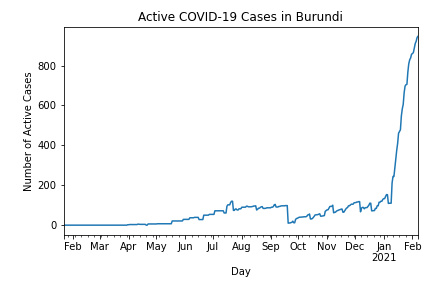 Active COVID-19 Cases in Burundi
Number of Active Cases
800
600
400
200
0
Feb Mar Apr May Jun Jul Aug Sep Oct Nov Dec Jan Feb
2021
Day